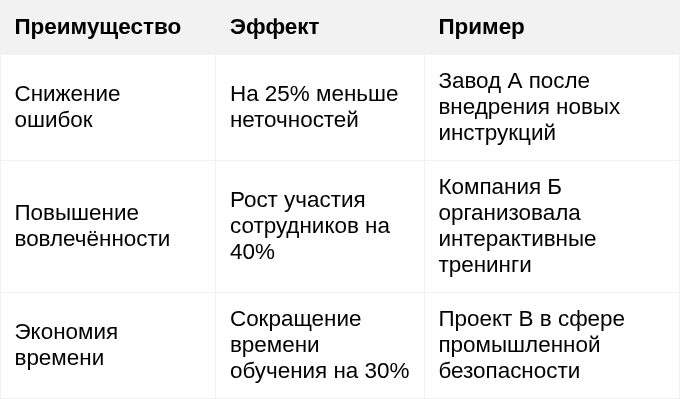 Преимущество
Эффект
Пример
Снижение
ошибок
На 25% меньше
неточностей
Завод А после
внедрения новых
инструкций
Повышение
вовлечённости
Рост участия
сотрудников на
40%
Компания Б
организовала
интерактивные
тренинги
Экономия
времени
Сокращение
времени
обучения на 30%
Проект В в сфере
промышленной
безопасности